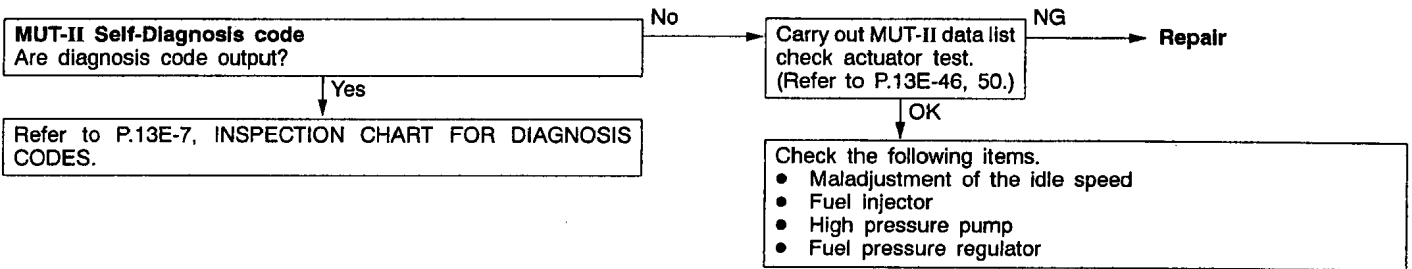 MUT-II Self-Diagnosis code
Are diagnosis code output?
No
Carry out MUT-II data list
check actuator test.
(Refer to P.13E-46, 50.)
NG
Repair
Yes
OK
Refer to P.13E-7, INSPECTION CHART FOR DIAGNOSIS
CODES.
Check the following items.
● Maladjustment of the idle speed
● Fuel injector
● High pressure pump
● Fuel pressure regulator